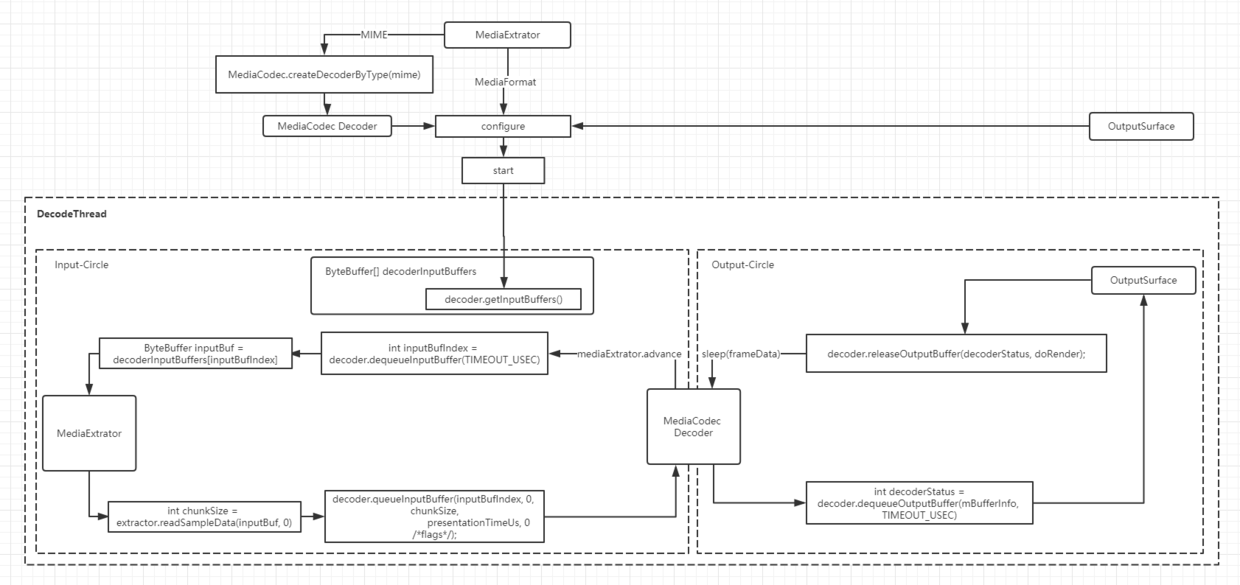 MediaExtrator
MIME
MediaCodec.createDecoderByType(mime)
MediaFormat
MediaCodec Decoder
configure
OutputSurface
start
DecodeThread
Input-Circle
ByteBuffer[] decoderInputBuffers
decoder.getInputBuffers()
ByteBuffer inputBuf =
decoderInputBuffers[inputBufIndex]
int inputBufIndex =
decoder.dequeueInputBuffer(TIMEOUT_USEC)
mediaExtrator.advance
MediaExtrator
int chunkSize =
extractor.readSampleData(inputBuf, 0)
decoder.queueInputBuffer(inputBufIndex, 0,
chunkSize,
presentationTimeUs, 0
/*flags*/);
MediaCodec
Decoder
Output-Circle
OutputSurface
sleep(frameData)
decoder.releaseOutputBuffer(decoderStatus, doRender);
int decoderStatus =
decoder.dequeueOutputBuffer(mBufferInfo,
TIMEOUT_USEC)